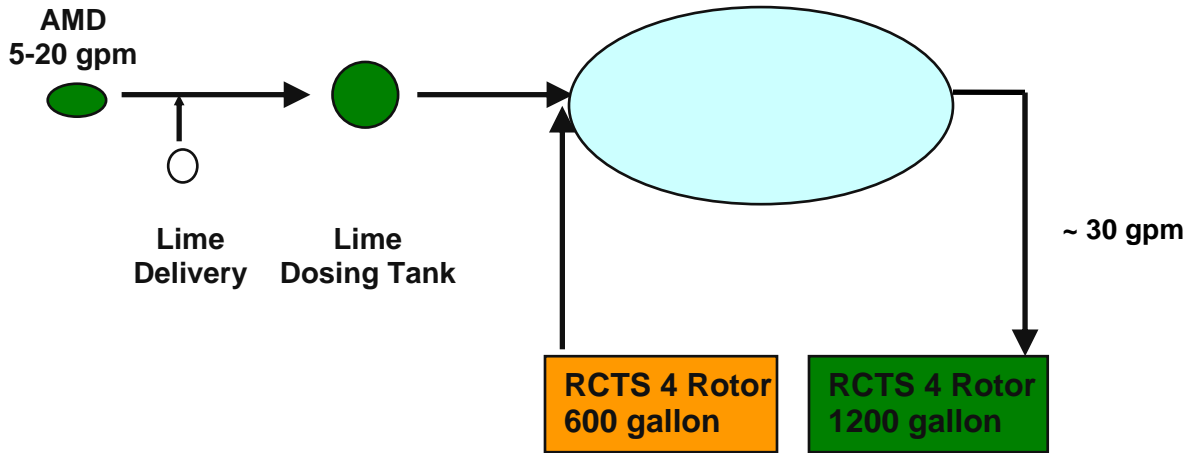 AMD
5-20 gpm
Lime
Delivery
Lime
Dosing Tank
~ 30 gpm
RCTS 4 Rotor
600 gallon
RCTS 4 Rotor
1200 gallon